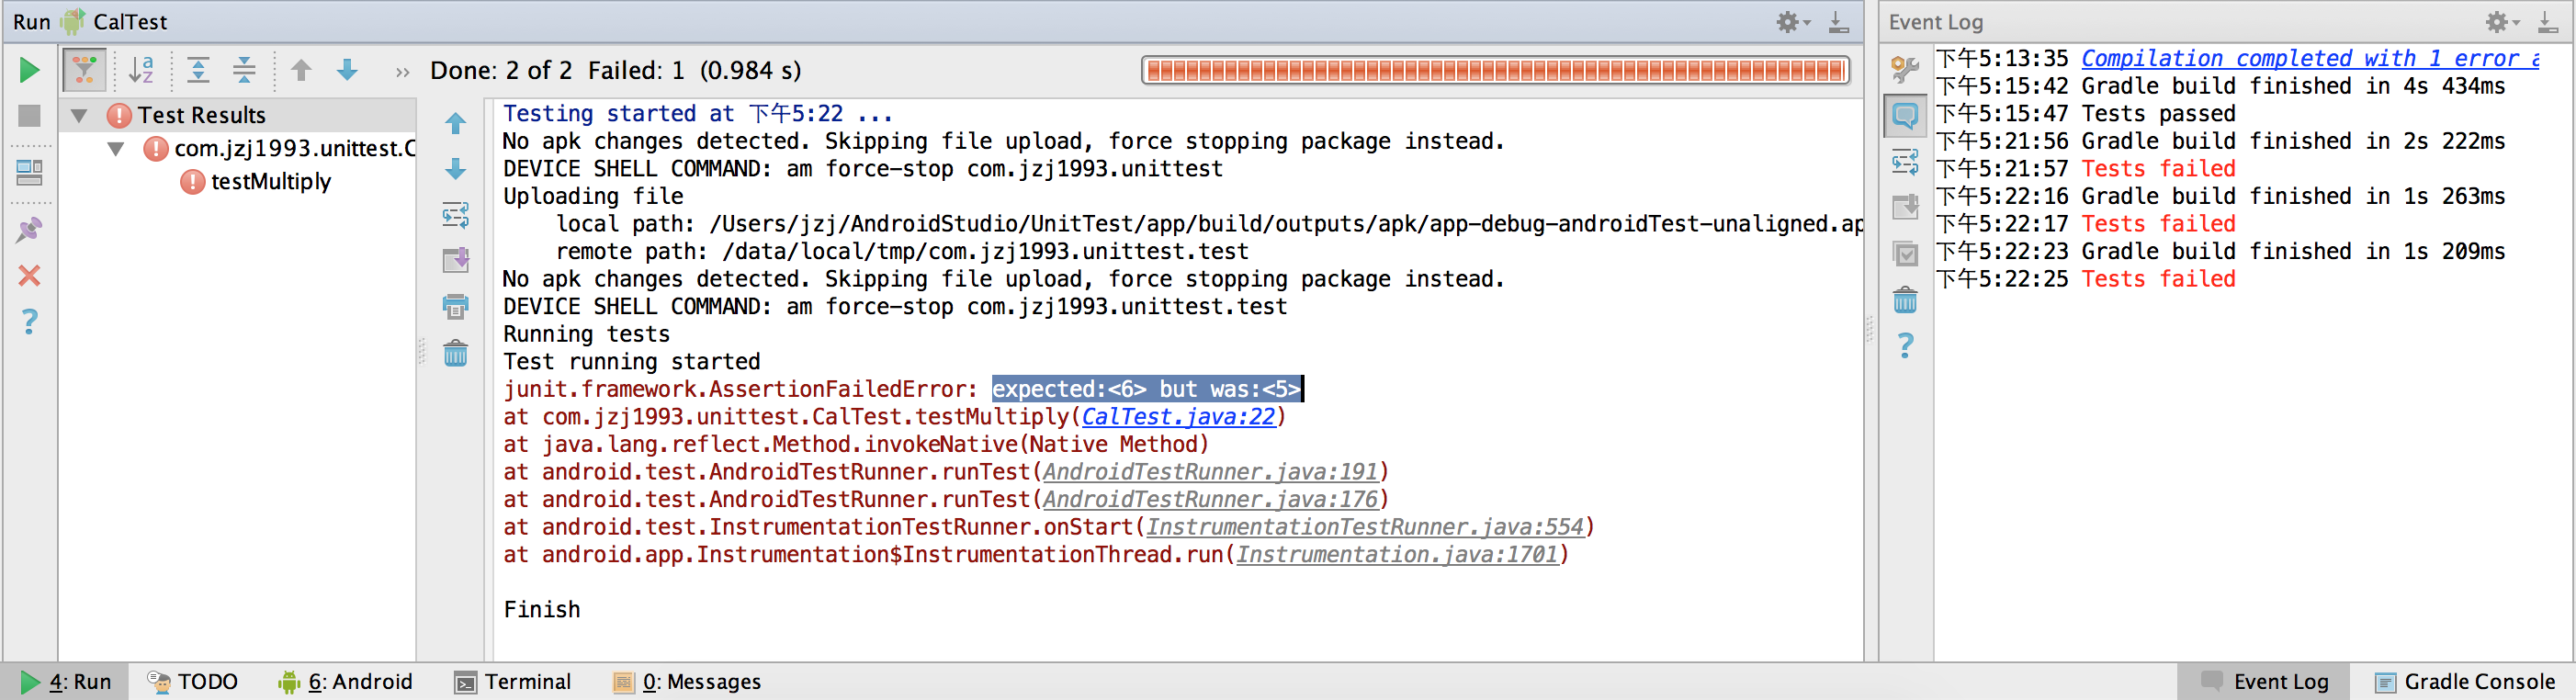 Run CalTest
Done: 2 of 2 Failed: 1 (0.984 s)
Test Results
com.jzj1993.unittest.C
testMultiply
Testing started at 下午5:22 ...
No apk changes detected. Skipping file upload, force stopping package instead.
DEVICE SHELL COMMAND: am force-stop com.jzj1993.unittest
Uploading file
local path: /Users/jzj/AndroidStudio/UnitTest/app/build/outputs/apk/app-debug-androidTest-unaligned.ap
remote path: /data/local/tmp/com.jzj1993.unittest.test
No apk changes detected. Skipping file upload, force stopping package instead.
DEVICE SHELL COMMAND: am force-stop com.jzj1993.unittest.test
Running tests
Test running started
junit.framework.AssertionFailedError: expected:<6> but was:<5>
at com.jzj1993.unittest.CalTest.testMultiply(CalTest.java:22)
at java.lang.reflect.Method.invokeNative(Native Method)
at android.test.AndroidTestRunner.runTest(AndroidTestRunner.java:191)
at android.test.AndroidTestRunner.runTest(AndroidTestRunner.java:176)
at android.test.InstrumentationTestRunner.onStart(InstrumentationTestRunner.java:554)
at android.app.Instrumentation$InstrumentationThread.run(Instrumentation.java:1701)
Finish
Event Log
下午5:13:35 Compilation completed with 1 error a
下午5:15:42 Gradle build finished in 4s 434ms
下午5:15:47 Tests passed
下午5:21:56 Gradle build finished in 2s 222ms
下午5:21:57 Tests failed
下午5:22:16 Gradle build finished in 1s 263ms
下午5:22:17 Tests failed
下午5:22:23 Gradle build finished in 1s 209ms
下午5:22:25 Tests failed
4: Run TODO 6: Android Terminal 0: Messages Event Log Gradle Console